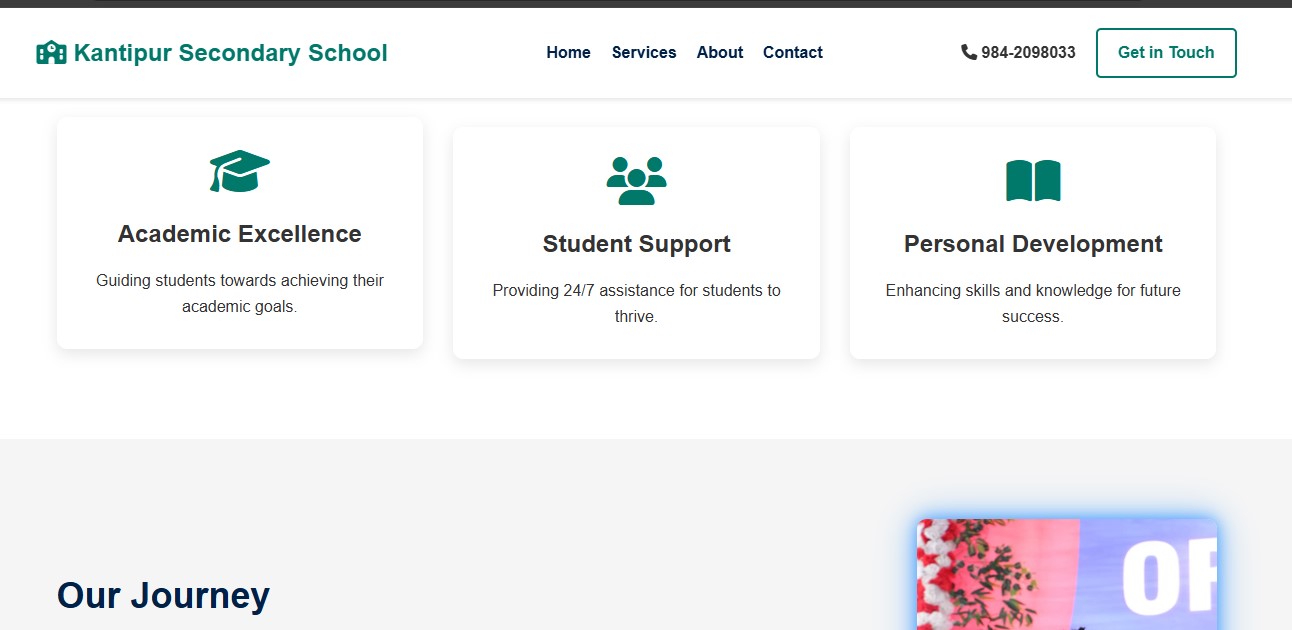 Kantipur Secondary School
Home Services About Contact
984-2098033
Get in Touch
Academic Excellence
Guiding students towards achieving their
academic goals.
Student Support
Providing 24/7 assistance for students to
thrive.
Personal Development
Enhancing skills and knowledge for future
success.
Our Journey